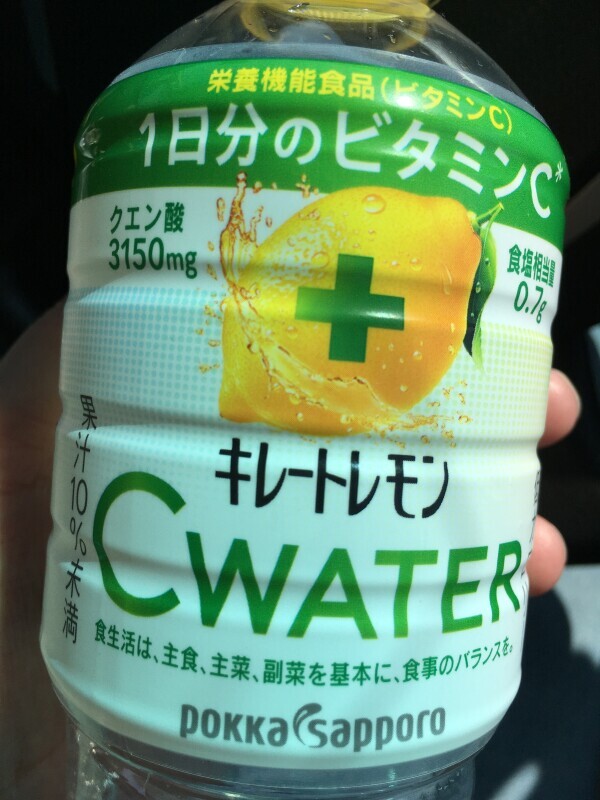 栄養機能食品(ビタミンC)
1日分のビタミンC*
クエン酸
3150mg
食塩相当量
0.7g
キレートレモン
C WATER
果汁10%未満
食生活は、主食、主菜、副菜を基本に、食事のバランスを。
pokka sapporo